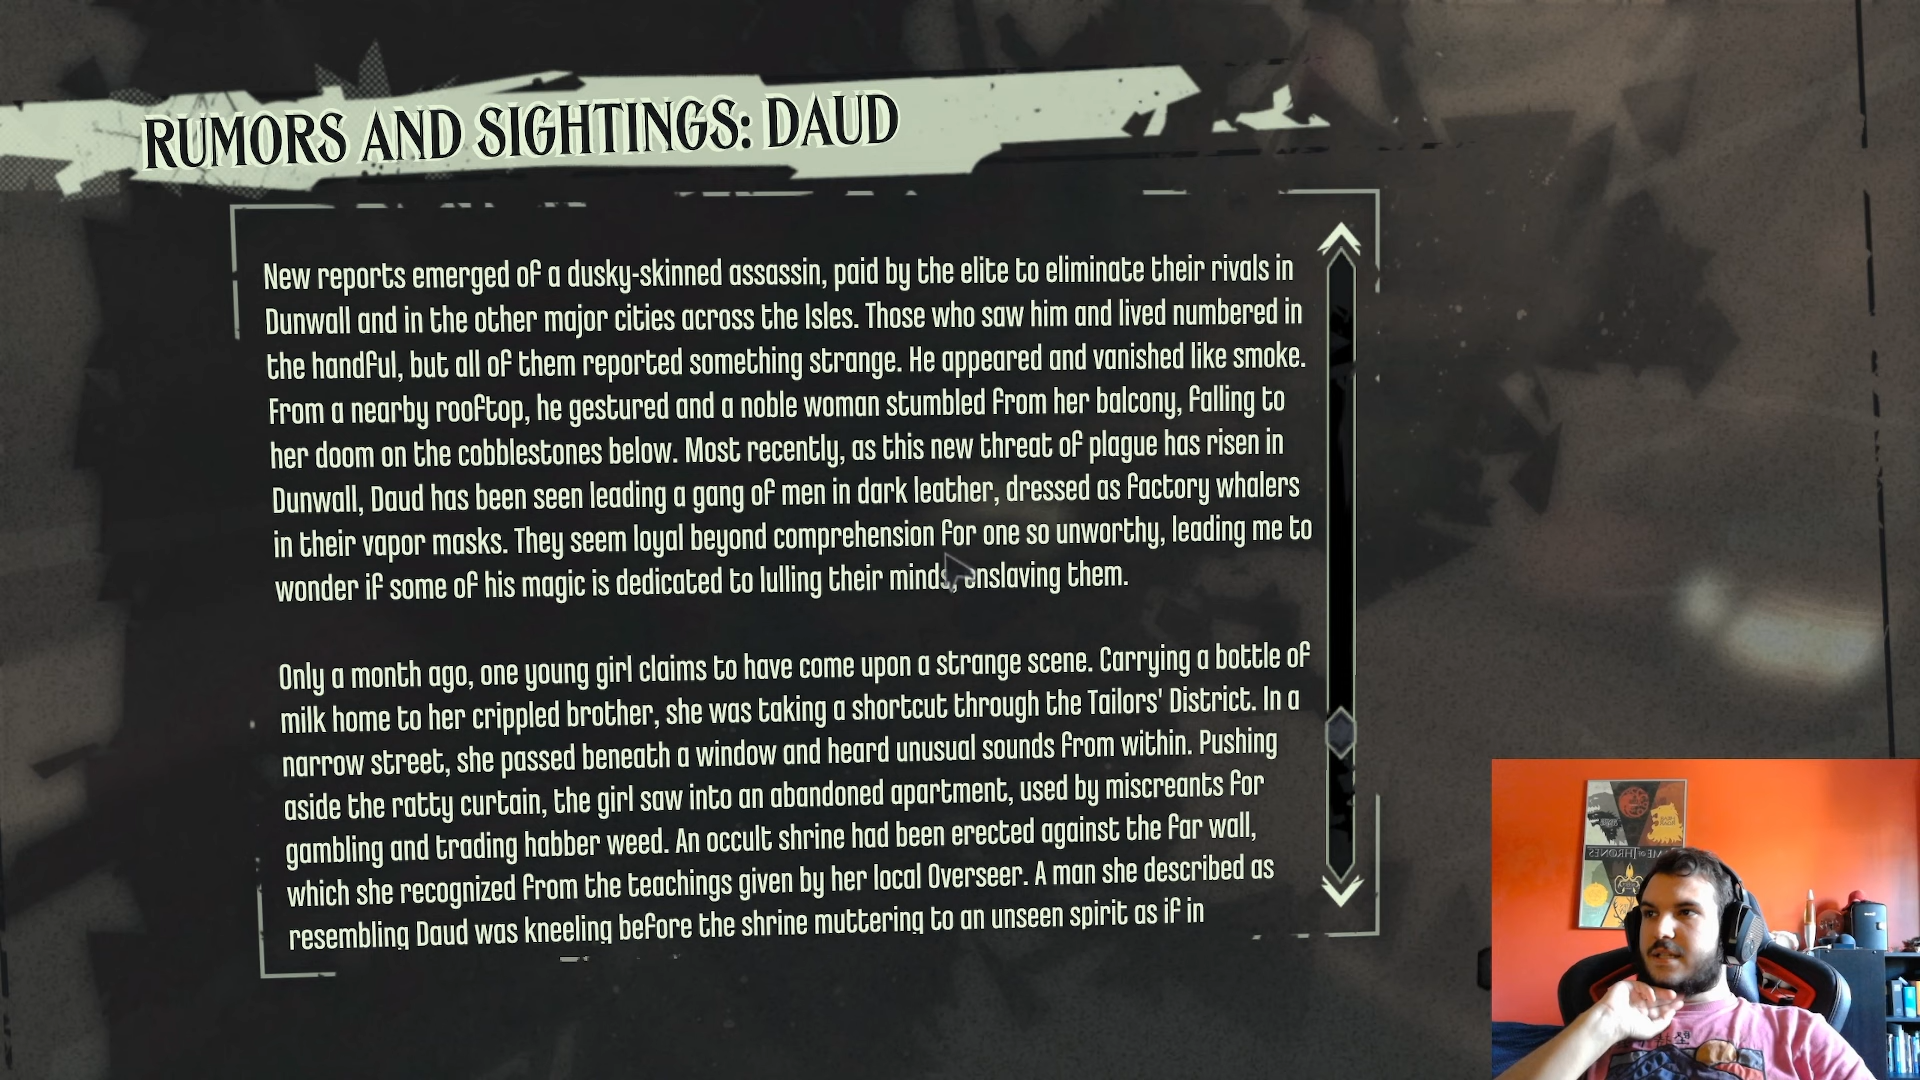 RUMORS AND SIGHTINGS: DAUD
New reports emerged of a dusky-skinned assassin, paid by the elite to eliminate their rivals in
Dunwall and in the other major cities across the Isles. Those who saw him and lived numbered in
the handful, but all of them reported something strange. He appeared and vanished like smoke.
From a nearby rooftop, he gestured and a noble woman stumbled from her balcony, falling to
her doom on the cobblestones below. Most recently, as this new threat of plague has risen in
Dunwall, Daud has been seen leading a gang of men in dark leather, dressed as factory whalers
in their vapor masks. They seem loyal beyond comprehension for one so unworthy, leading me to
wonder if some of his magic is dedicated to lulling their minds, enslaving them.
Only a month ago, one young girl claims to have come upon a strange scene. Carrying a bottle of
milk home to her crippled brother, she was taking a shortcut through the Tailors' District. In a
narrow street, she passed beneath a window and heard unusual sounds from within. Pushing
aside the ratty curtain, the girl saw into an abandoned apartment, used by miscreants for
gambling and trading habber weed. An occult shrine had been erected against the far wall,
which she recognized from the teachings given by her local Overseer. A man she described as
resembling Daud was kneeling before the shrine muttering to an unseen spirit as if in
GAME OF THRONES